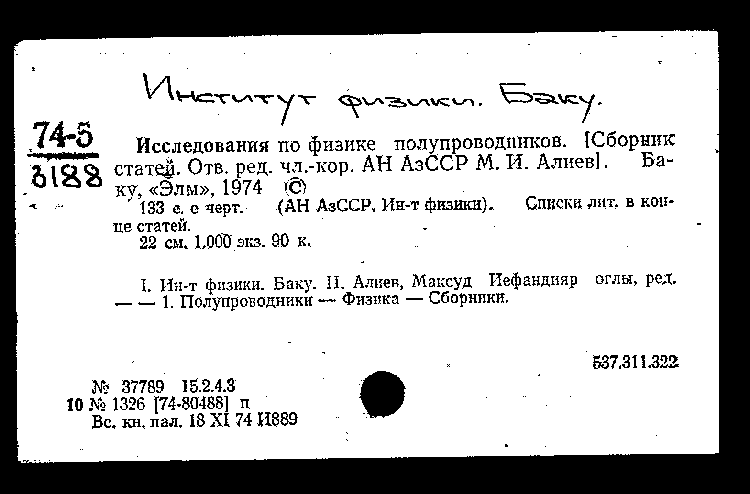 Институт физики. Баку.
74-5
3188
Исследования по физике полупроводников. [Сборник
статей. Отв. ред. чл.-кор. АН АзССР М. И. Алиев]. Ба-
ку, «Элм», 1974 ©
133 с. с черт. (АН АзССР. Ин-т физики). Списки лит. в кон-
це статей.
22 см. 1.000 экз. 90 к.
I. Ин-т физики. Баку. II. Алиев, Максуд Исфандияр оглы, ред.
— — 1. Полупроводники — Физика — Сборники.
537.311.322
№ 37789 15.2.4.3
10 № 1326 [74-80488] п
Вс. кн. пал. 18 XI 74 И889